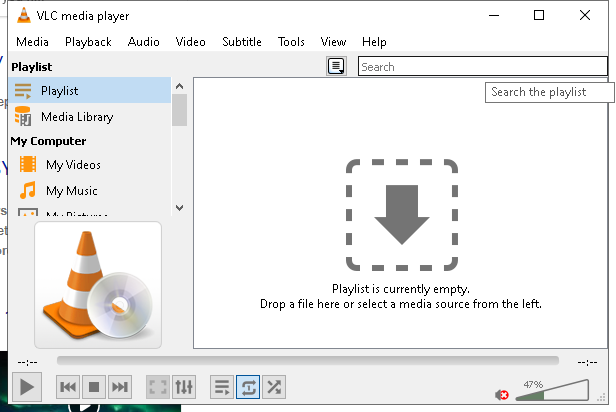 VLC media player
Media Playback Audio Video Subtitle Tools View Help
Playlist
Search
Playlist
Search the playlist
Media Library
My Computer
My Videos
My Music
My Pictures
Playlist is currently empty.
Drop a file here or select a media source from the left.
--:-- --:--
47%